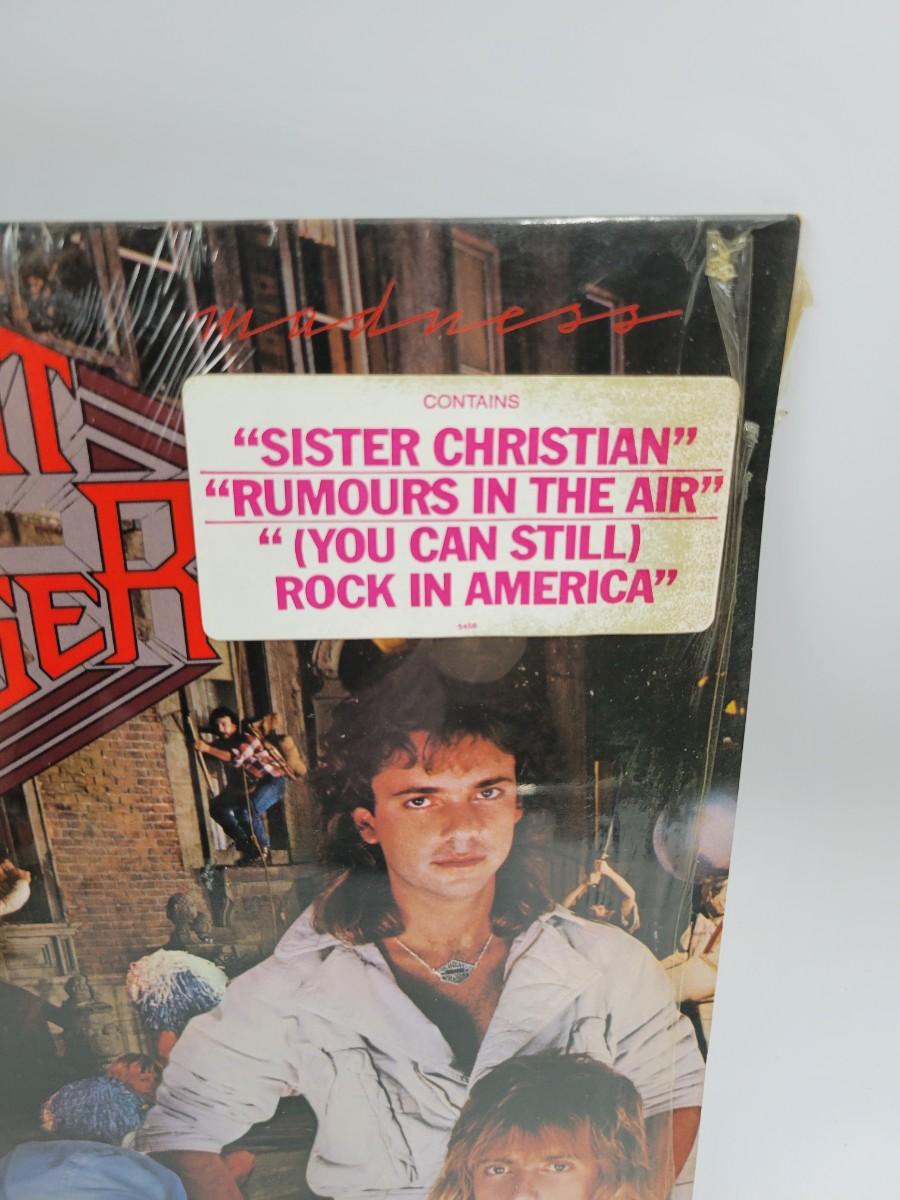 madness
CONTAINS
“SISTER CHRISTIAN”
“RUMOURS IN THE AIR”
“(YOU CAN STILL)
ROCK IN AMERICA”